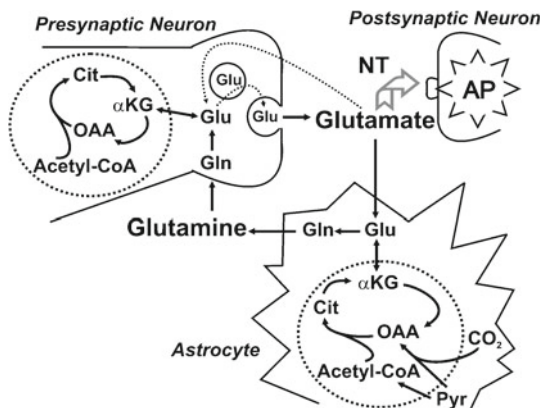 Presynaptic Neuron
Postsynaptic Neuron
NT
Cit
Glu
αKG
Glu
Glu
Glutamate
AP
OAA
Acetyl-CoA
Gln
Glutamine
Gln
Glu
αKG
Cit
OAA
CO₂
Astrocyte
Acetyl-CoA
Pyr